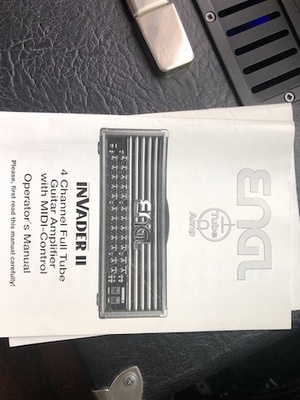 ENGL
Tube
Amp
ENGL
INVADER II
4 Channel Full Tube
Guitar Amplifier
with MIDI-Control
Operator's Manual
Please, first read this manual carefully!